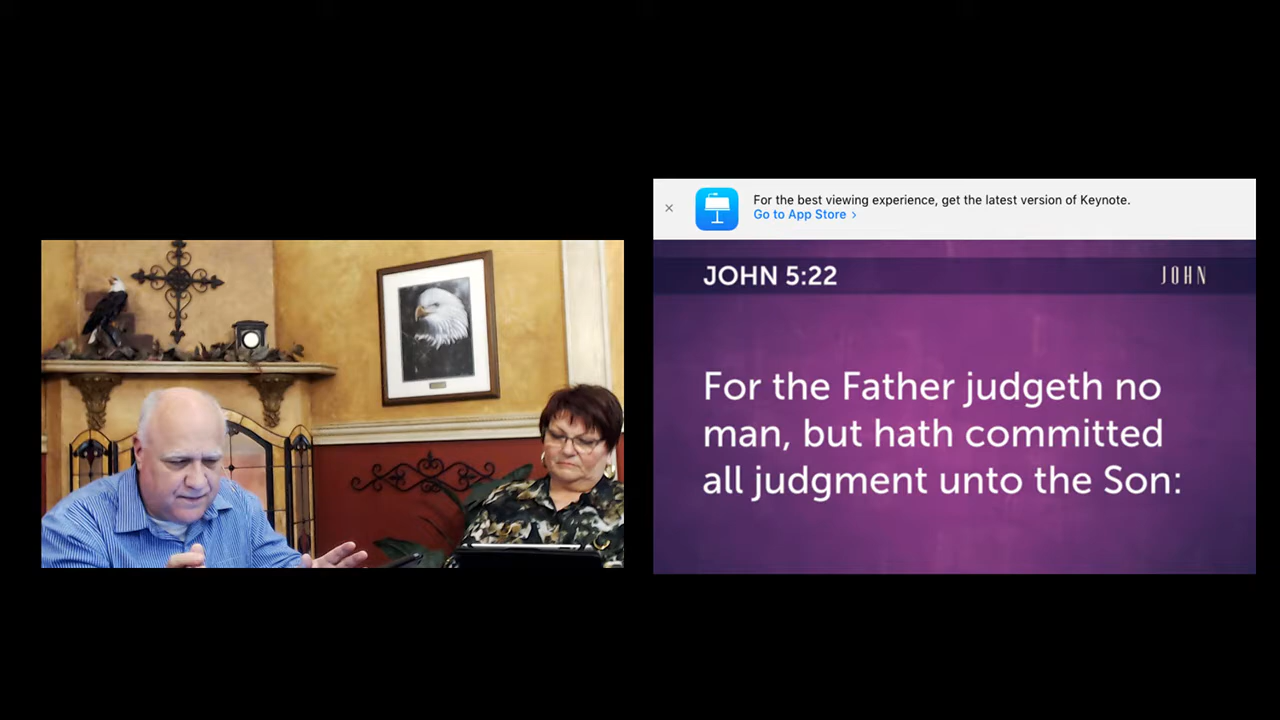 For the best viewing experience, get the latest version of Keynote.
Go to App Store >
JOHN 5:22
JOHN
For the Father judgeth no
man, but hath committed
all judgment unto the Son: